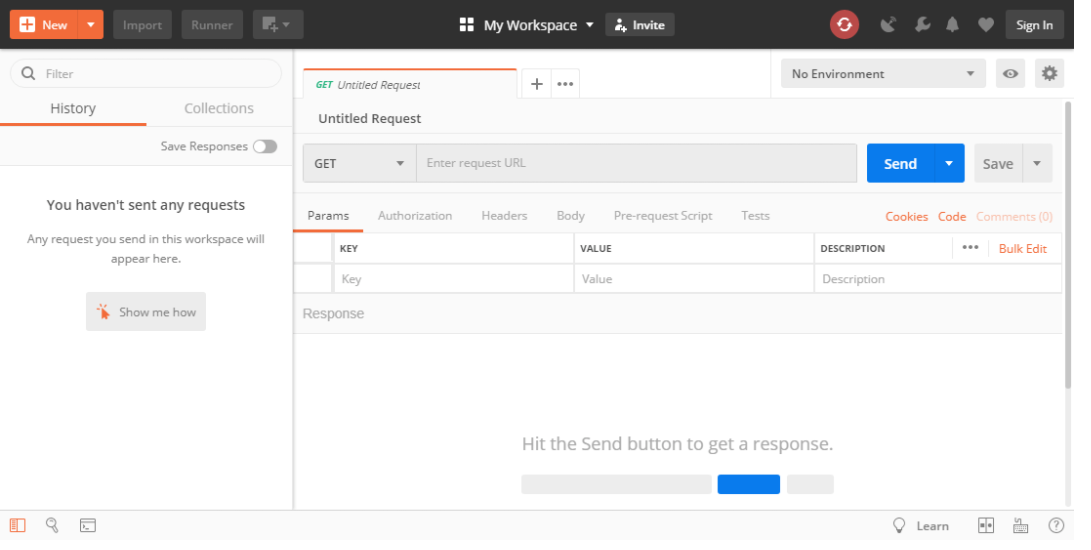 New Import Runner My Workspace Invite Sign In
Filter
History Collections
Save Responses
You haven't sent any requests
Any request you send in this workspace will
appear here.
Show me how
GET Untitled Request + ••• No Environment
Untitled Request
GET Enter request URL Send Save
Params Authorization Headers Body Pre-request Script Tests Cookies Code Comments (0)
KEY VALUE DESCRIPTION ••• Bulk Edit
Key Value Description
Response
Hit the Send button to get a response.
Learn